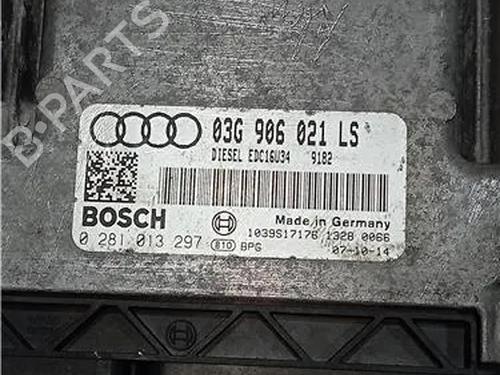 B-PARTS
03G 906 021 LS
DIESEL EDC16U34 9182
BOSCH
Made in Germany
0 281 013 297 810 BPG
1039S17176 1328 0066
07-10-14